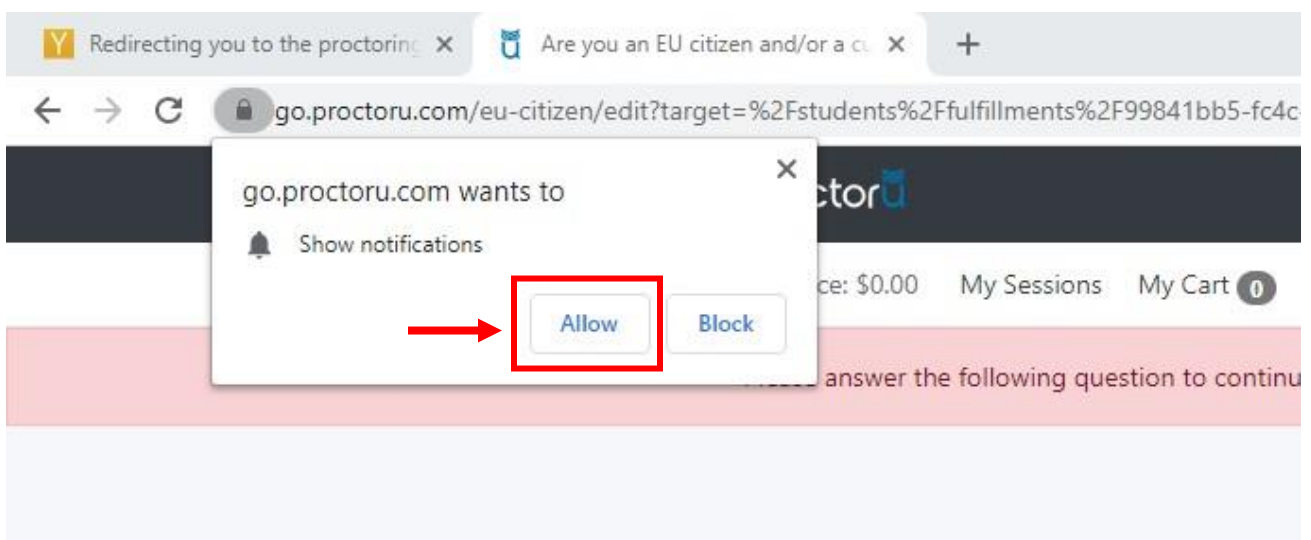 Y Redirecting you to the proctoring
Are you an EU citizen and/or a cu
go.proctoru.com/eu-citizen/edit?target=%2Fstudents%2Ffulfillments%2F99841bb5-fc4c
go.proctoru.com wants to
ctorU
Show notifications
ce: $0.00 My Sessions My Cart 0
Allow Block
answer the following question to continu